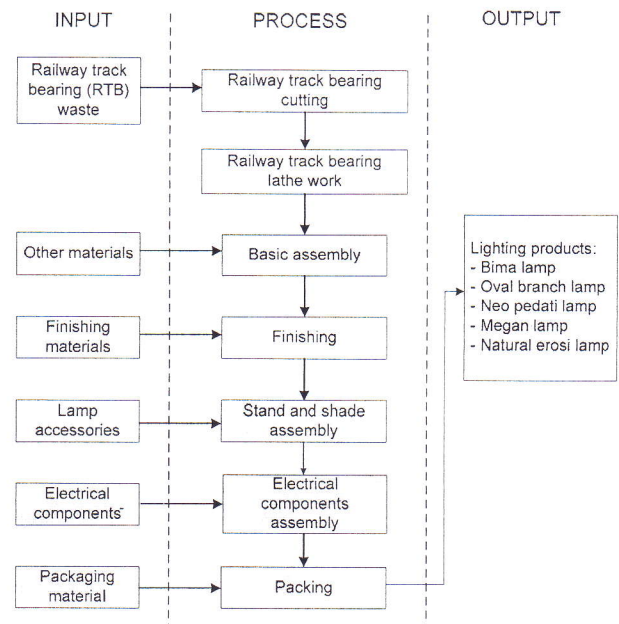 INPUT
PROCESS
OUTPUT
Railway track
bearing (RTB)
waste
Railway track bearing
cutting
Railway track bearing
lathe work
Other materials
Basic assembly
Finishing
materials
Finishing
Lamp
accessories
Stand and shade
assembly
Electrical
components
Electrical
components
assembly
Packaging
material
Packing
Lighting products:
- Bima lamp
- Oval branch lamp
- Neo pedati lamp
- Megan lamp
- Natural erosi lamp